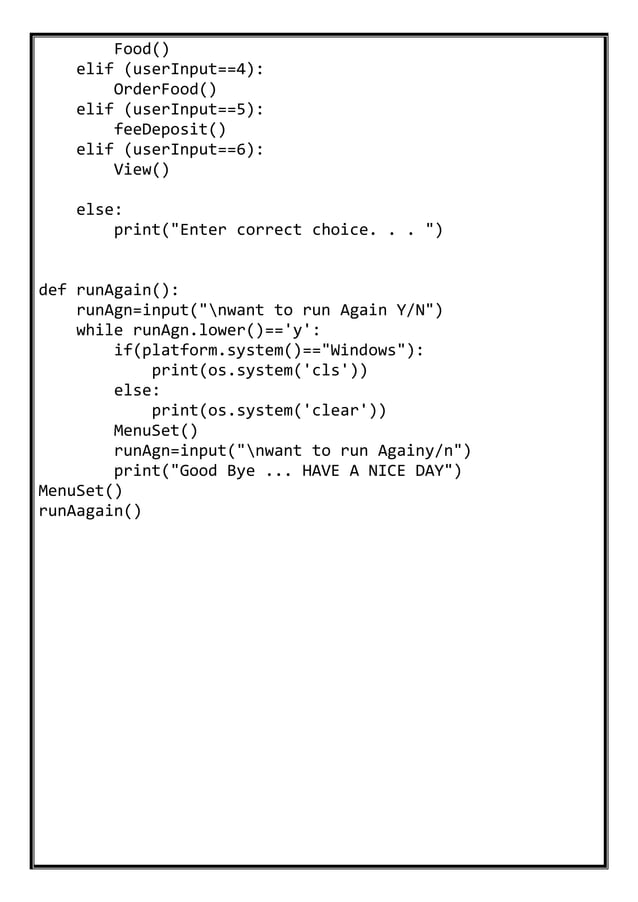 Food()
    elif (userInput==4):
        OrderFood()
    elif (userInput==5):
        feeDeposit()
    elif (userInput==6):
        View()

    else:
        print("Enter correct choice. . . ")


def runAgain():
    runAgn=input("\nwant to run Again Y/N")
    while runAgn.lower()=='y':
        if(platform.system()=="Windows"):
            print(os.system('cls'))
        else:
            print(os.system('clear'))
        MenuSet()
        runAgn=input("\nwant to run Againy/n")
        print("Good Bye ... HAVE A NICE DAY")
MenuSet()
runAagain()